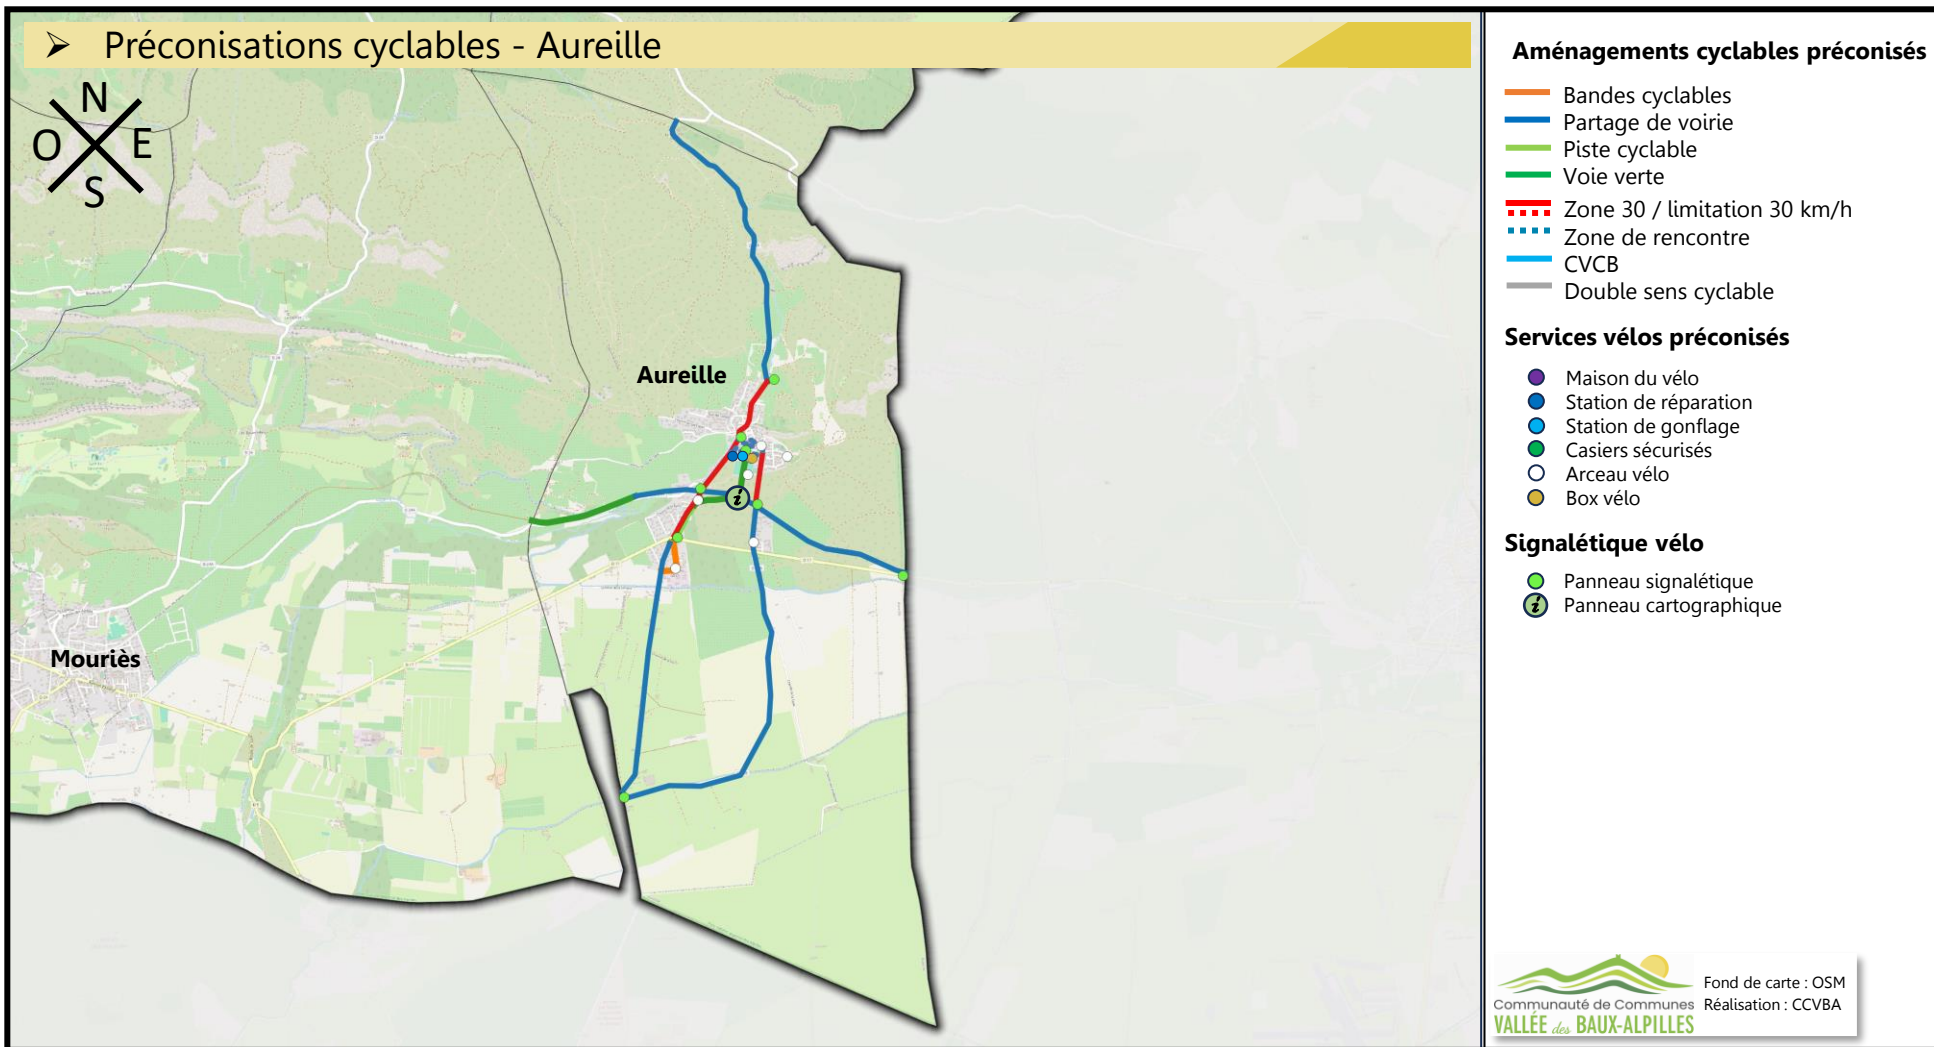 ➢ Préconisations cyclables - Aureille
N
O E
S
Aureille
Mouriès
Aménagements cyclables préconisés
Bandes cyclables
Partage de voirie
Piste cyclable
Voie verte
Zone 30 / limitation 30 km/h
Zone de rencontre
CVCB
Double sens cyclable
Services vélos préconisés
Maison du vélo
Station de réparation
Station de gonflage
Casiers sécurisés
Arceau vélo
Box vélo
Signalétique vélo
Panneau signalétique
i Panneau cartographique
i
Communauté de Communes
VALLÉE des BAUX-ALPILLES
Fond de carte : OSM
Réalisation : CCVBA